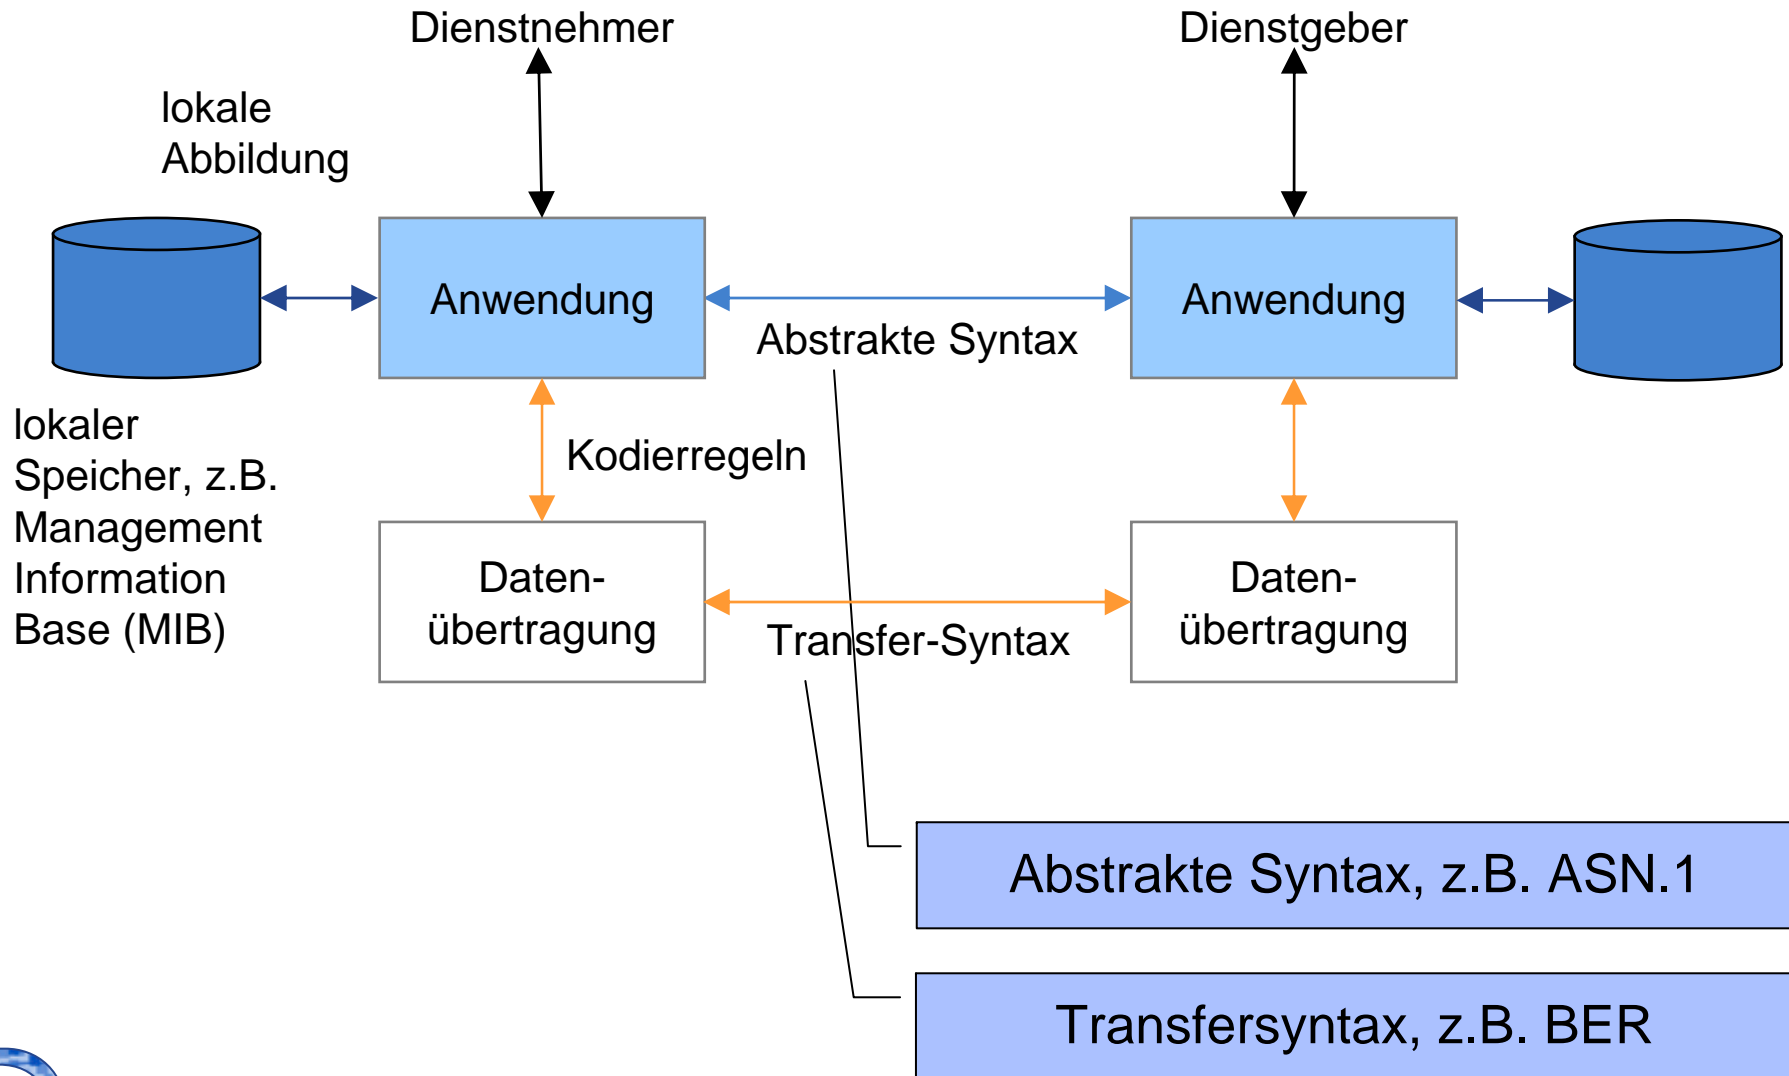 Dienstnehmer
Dienstgeber
lokale
Abbildung
Anwendung
Anwendung
Abstrakte Syntax
lokaler
Speicher, z.B.
Management
Information
Base (MIB)
Kodierregeln
Daten-
übertragung
Daten-
übertragung
Transfer-Syntax
Abstrakte Syntax, z.B. ASN.1
Transfersyntax, z.B. BER